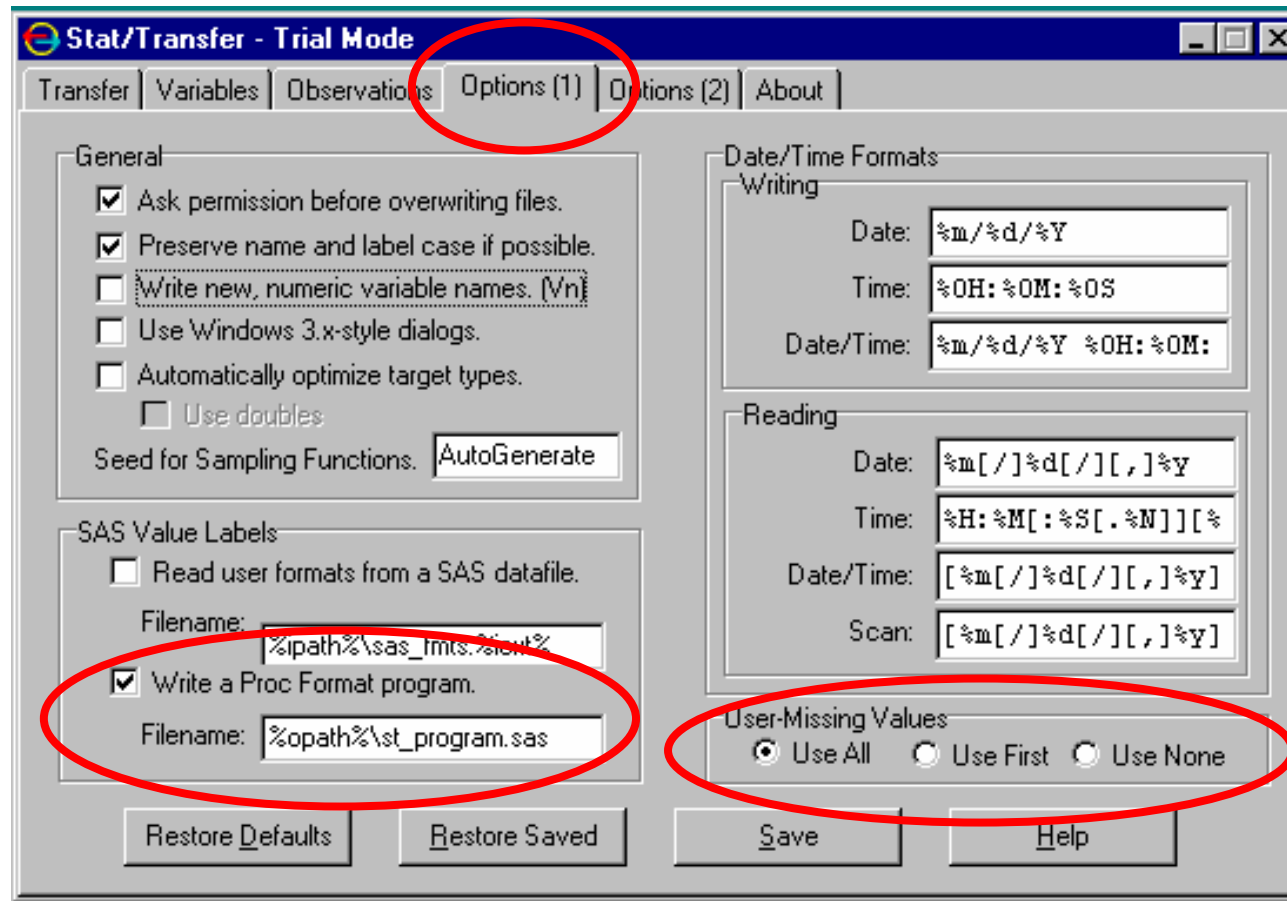 Stat/Transfer - Trial Mode
Transfer Variables Observations Options (1) Options (2) About
General
Ask permission before overwriting files.
Preserve name and label case if possible.
Write new, numeric variable names. (Vn)
Use Windows 3.x-style dialogs.
Automatically optimize target types.
Use doubles
Seed for Sampling Functions. AutoGenerate
SAS Value Labels
Read user formats from a SAS datafile.
Filename: %ipath%\sas_fmts.%iext%
Write a Proc Format program.
Filename: %opath%\st_program.sas
Date/Time Formats
Writing
Date: %m/%d/%Y
Time: %0H:%0M:%0S
Date/Time: %m/%d/%Y %0H:%0M:
Reading
Date: %m[/]%d[/][,]%y
Time: %H:%M[:%S[.%N]][%
Date/Time: [%m[/]%d[/][,]%y]
Scan: [%m[/]%d[/][,]%y]
User-Missing Values
Use All Use First Use None
Restore Defaults Restore Saved Save Help